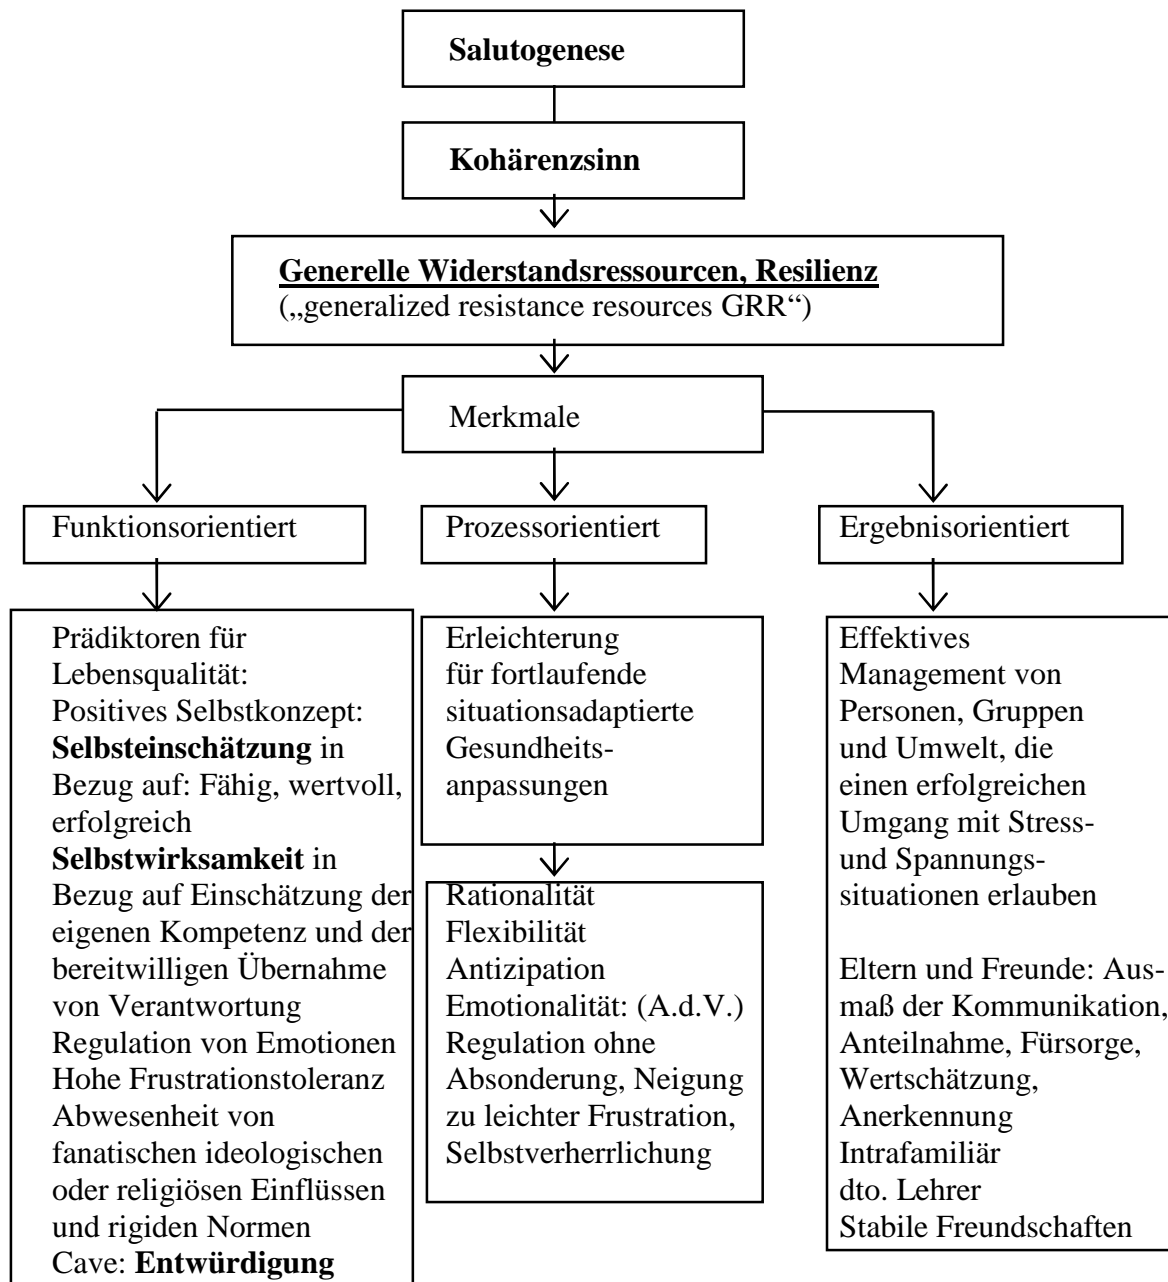 Salutogenese
Kohärenzsinn
Generelle Widerstandsressourcen, Resilienz
(„generalized resistance resources GRR“)
Merkmale
Funktionsorientiert
Prozessorientiert
Ergebnisorientiert
Prädiktoren für
Lebensqualität:
Positives Selbstkonzept:
Selbsteinschätzung in
Bezug auf: Fähig, wertvoll,
erfolgreich
Selbstwirksamkeit in
Bezug auf Einschätzung der
eigenen Kompetenz und der
bereitwilligen Übernahme
von Verantwortung
Regulation von Emotionen
Hohe Frustrationstoleranz
Abwesenheit von
fanatischen ideologischen
oder religiösen Einflüssen
und rigiden Normen
Cave: Entwürdigung
Erleichterung
für fortlaufende
situationsadaptierte
Gesundheits-
anpassungen
Rationalität
Flexibilität
Antizipation
Emotionalität: (A.d.V.)
Regulation ohne
Absonderung, Neigung
zu leichter Frustration,
Selbstverherrlichung
Effektives
Management von
Personen, Gruppen
und Umwelt, die
einen erfolgreichen
Umgang mit Stress-
und Spannungs-
situationen erlauben
Eltern und Freunde: Aus-
maß der Kommunikation,
Anteilnahme, Fürsorge,
Wertschätzung,
Anerkennung
Intrafamiliär
dto. Lehrer
Stabile Freundschaften